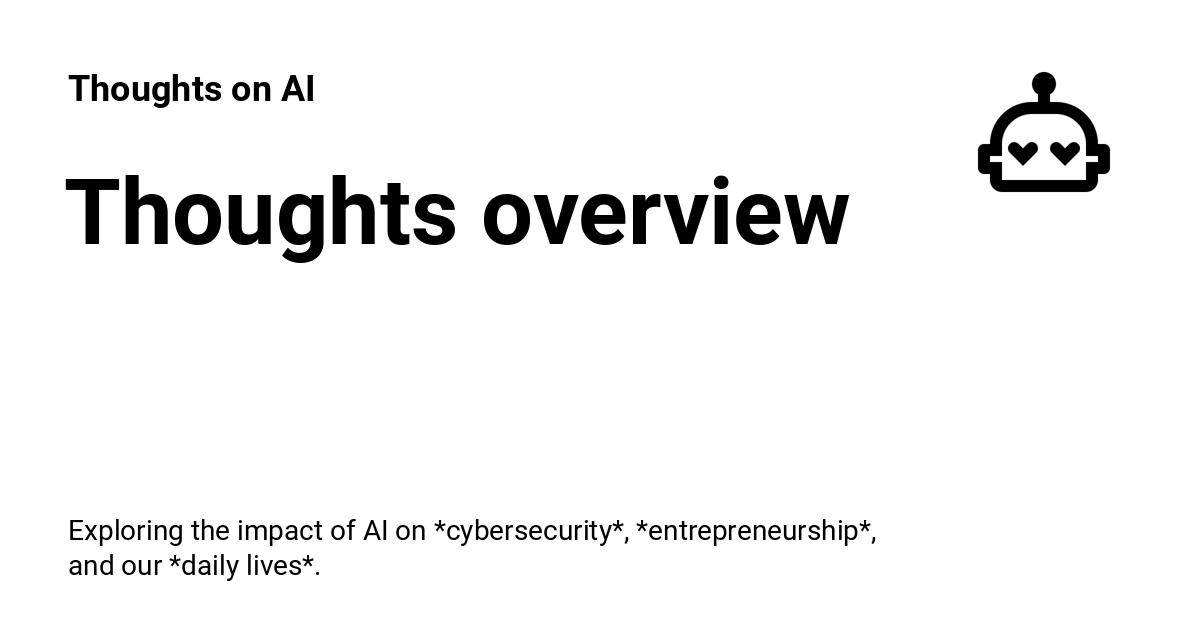 Thoughts on AI
Thoughts overview
Exploring the impact of AI on *cybersecurity*, *entrepreneurship*,
and our *daily lives*.